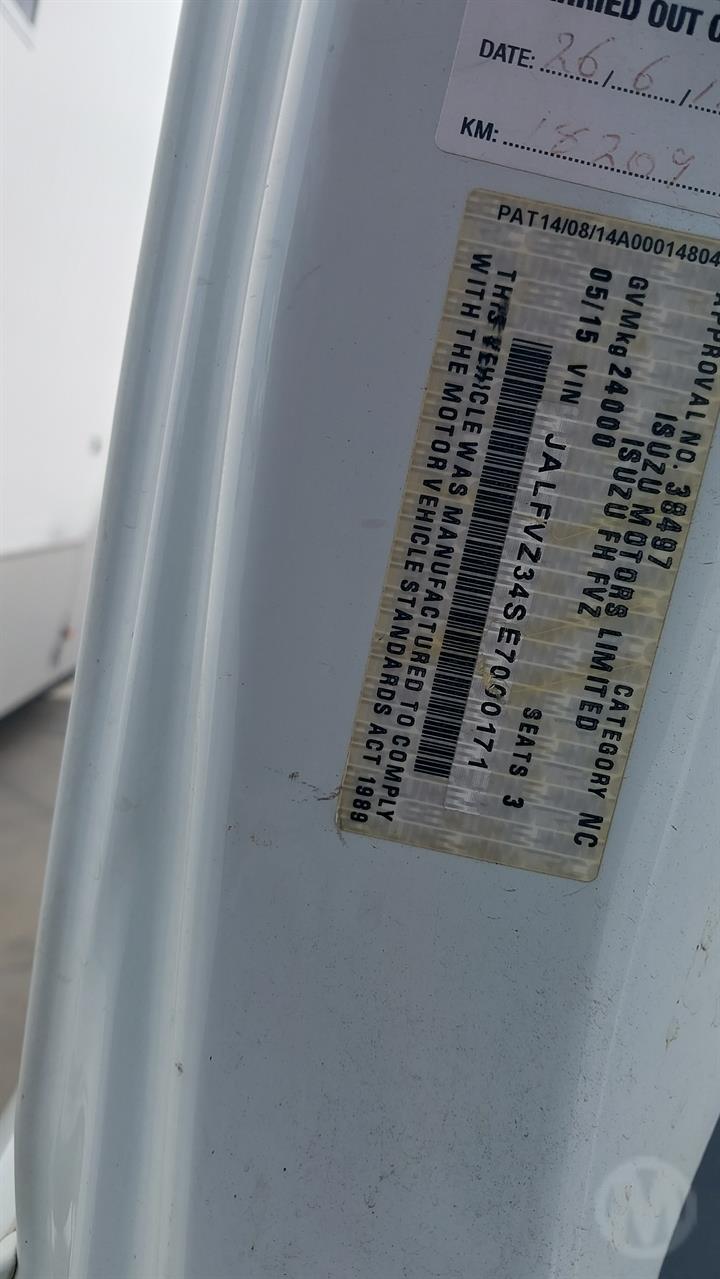 RRIED OUT O
DATE: 26/6/1
KM: 18209
PAT14/08/14A00014804
APPROVAL NO. 38497
ISUZU MOTORS LIMITED
ISUZU FH FVZ CATEGORY NC
GVMkg 24000
05/15 VIN SEATS 3
JALLFVZ34SE7000171
THIS VEHICLE WAS MANUFACTURED TO COMPLY
WITH THE MOTOR VEHICLE STANDARDS ACT 1989
M